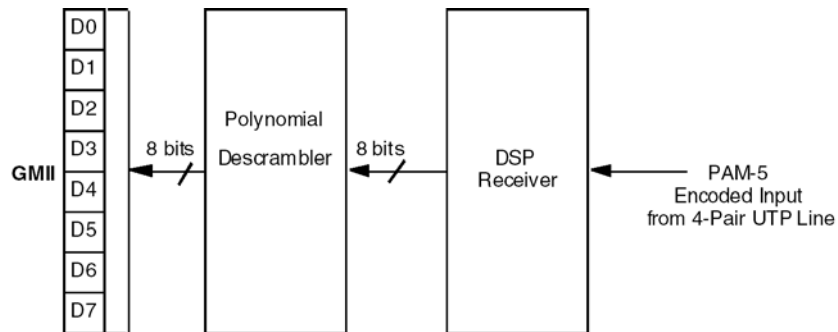 D0
D1
D2
D3
D4
D5
D6
D7
GMII
8 bits
Polynomial
Descrambler
8 bits
DSP
Receiver
PAM-5
Encoded Input
from 4-Pair UTP Line